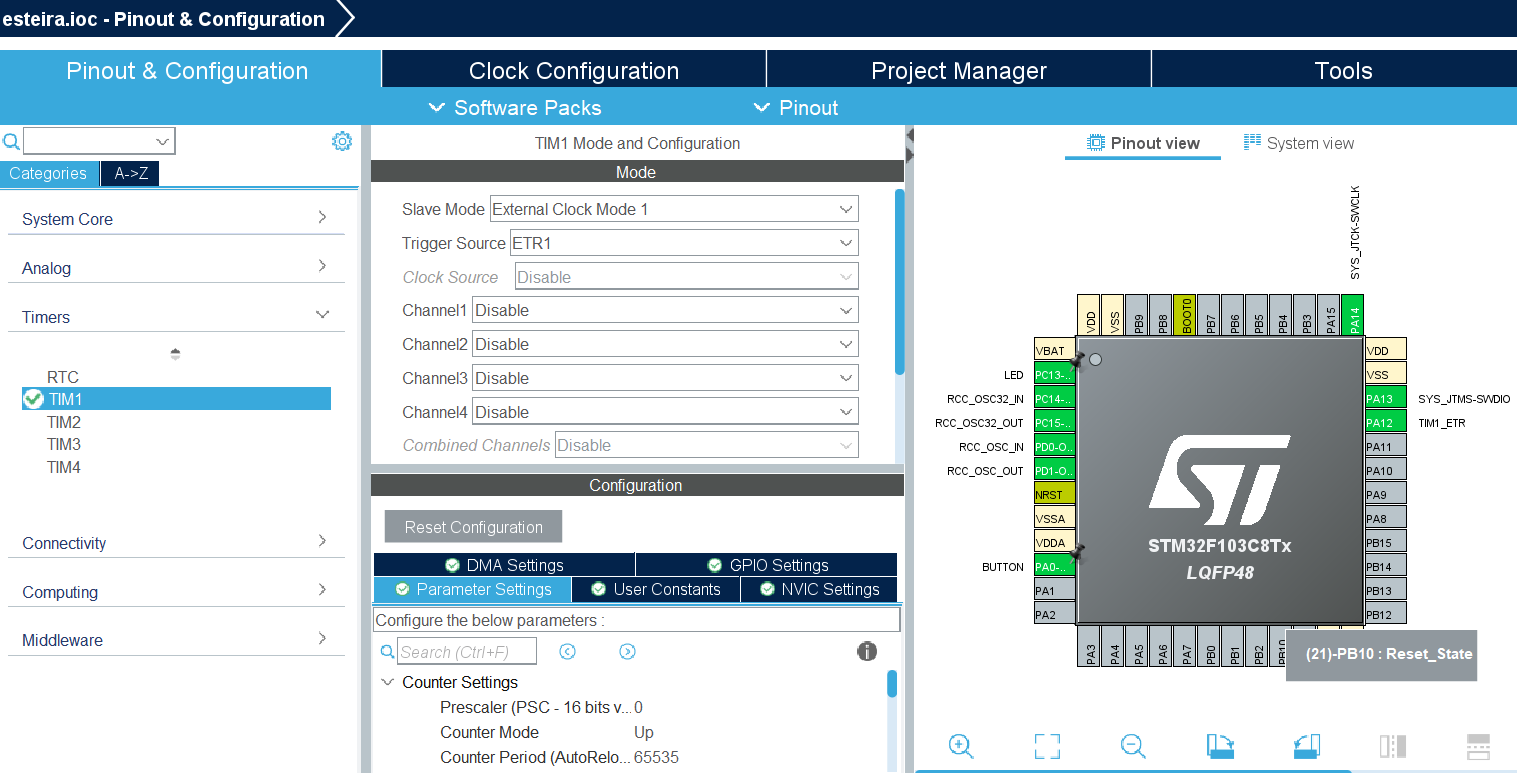 esteira.ioc - Pinout & Configuration
Pinout & Configuration
Clock Configuration
Project Manager
Tools
Software Packs
Pinout
Categories
A->Z
System Core
Analog
Timers
RTC
TIM1
TIM2
TIM3
TIM4
Connectivity
Computing
Middleware
TIM1 Mode and Configuration
Mode
Slave Mode External Clock Mode 1
Trigger Source ETR1
Clock Source Disable
Channel1 Disable
Channel2 Disable
Channel3 Disable
Channel4 Disable
Combined Channels Disable
Configuration
Reset Configuration
DMA Settings
GPIO Settings
Parameter Settings
User Constants
NVIC Settings
Configure the below parameters :
Search (Ctrl+F)
Counter Settings
Prescaler (PSC - 16 bits v... 0
Counter Mode Up
Counter Period (AutoRelo... 65535
Pinout view
System view
SYS_JTCK-SWCLK
VDD
VSS
PB9
PB8
BOOT0
PB7
PB6
PB5
PB4
PB3
PA15
PA14
VBAT
LED PC13-..
RCC_OSC32_IN PC14-..
RCC_OSC32_OUT PC15-..
RCC_OSC_IN PD0-O..
RCC_OSC_OUT PD1-O..
NRST
VSSA
VDDA
BUTTON PA0-..
PA1
PA2
STM32F103C8Tx
LQFP48
VDD
VSS
PA13 SYS_JTMS-SWDIO
PA12 TIM1_ETR
PA11
PA10
PA9
PA8
PB15
PB14
PB13
PB12
PA3
PA4
PA5
PA6
PA7
PB0
PB1
PB2
PB10
(21)-PB10 : Reset_State